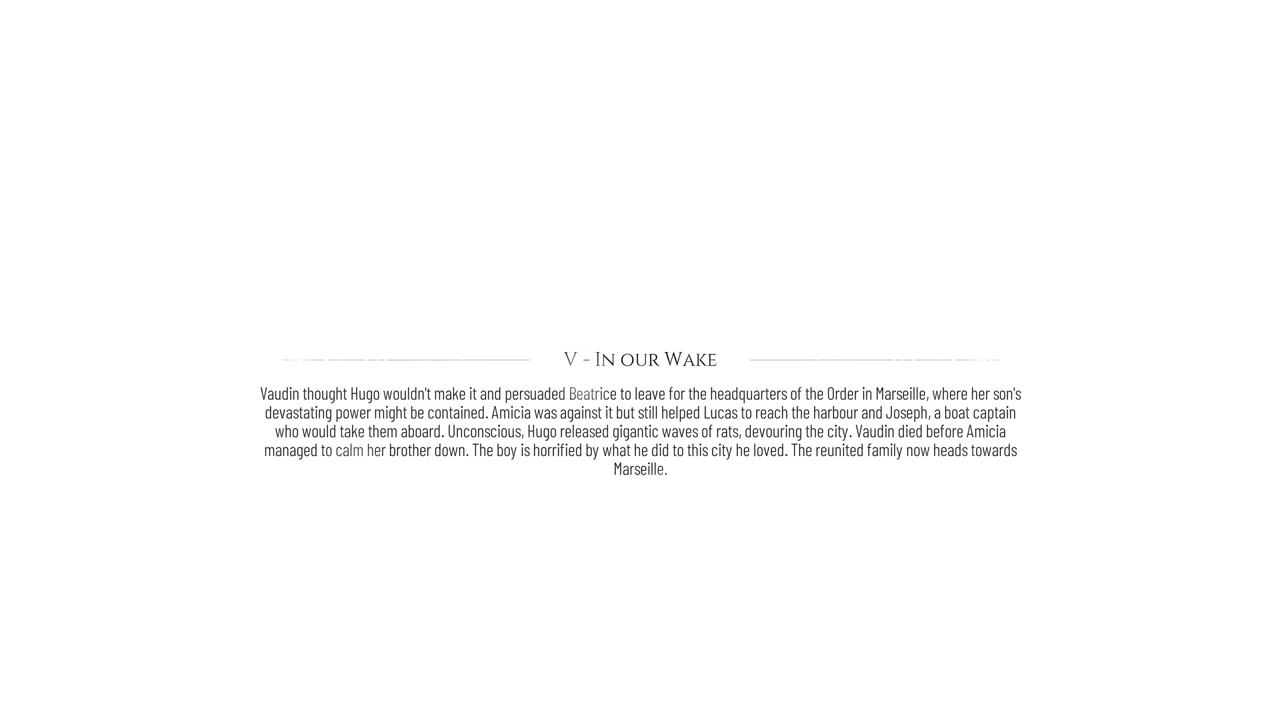 V - In our Wake
Vaudin thought Hugo wouldn't make it and persuaded Beatrice to leave for the headquarters of the Order in Marseille, where her son's
devastating power might be contained. Amicia was against it but still helped Lucas to reach the harbour and Joseph, a boat captain
who would take them aboard. Unconscious, Hugo released gigantic waves of rats, devouring the city. Vaudin died before Amicia
managed to calm her brother down. The boy is horrified by what he did to this city he loved. The reunited family now heads towards
Marseille.